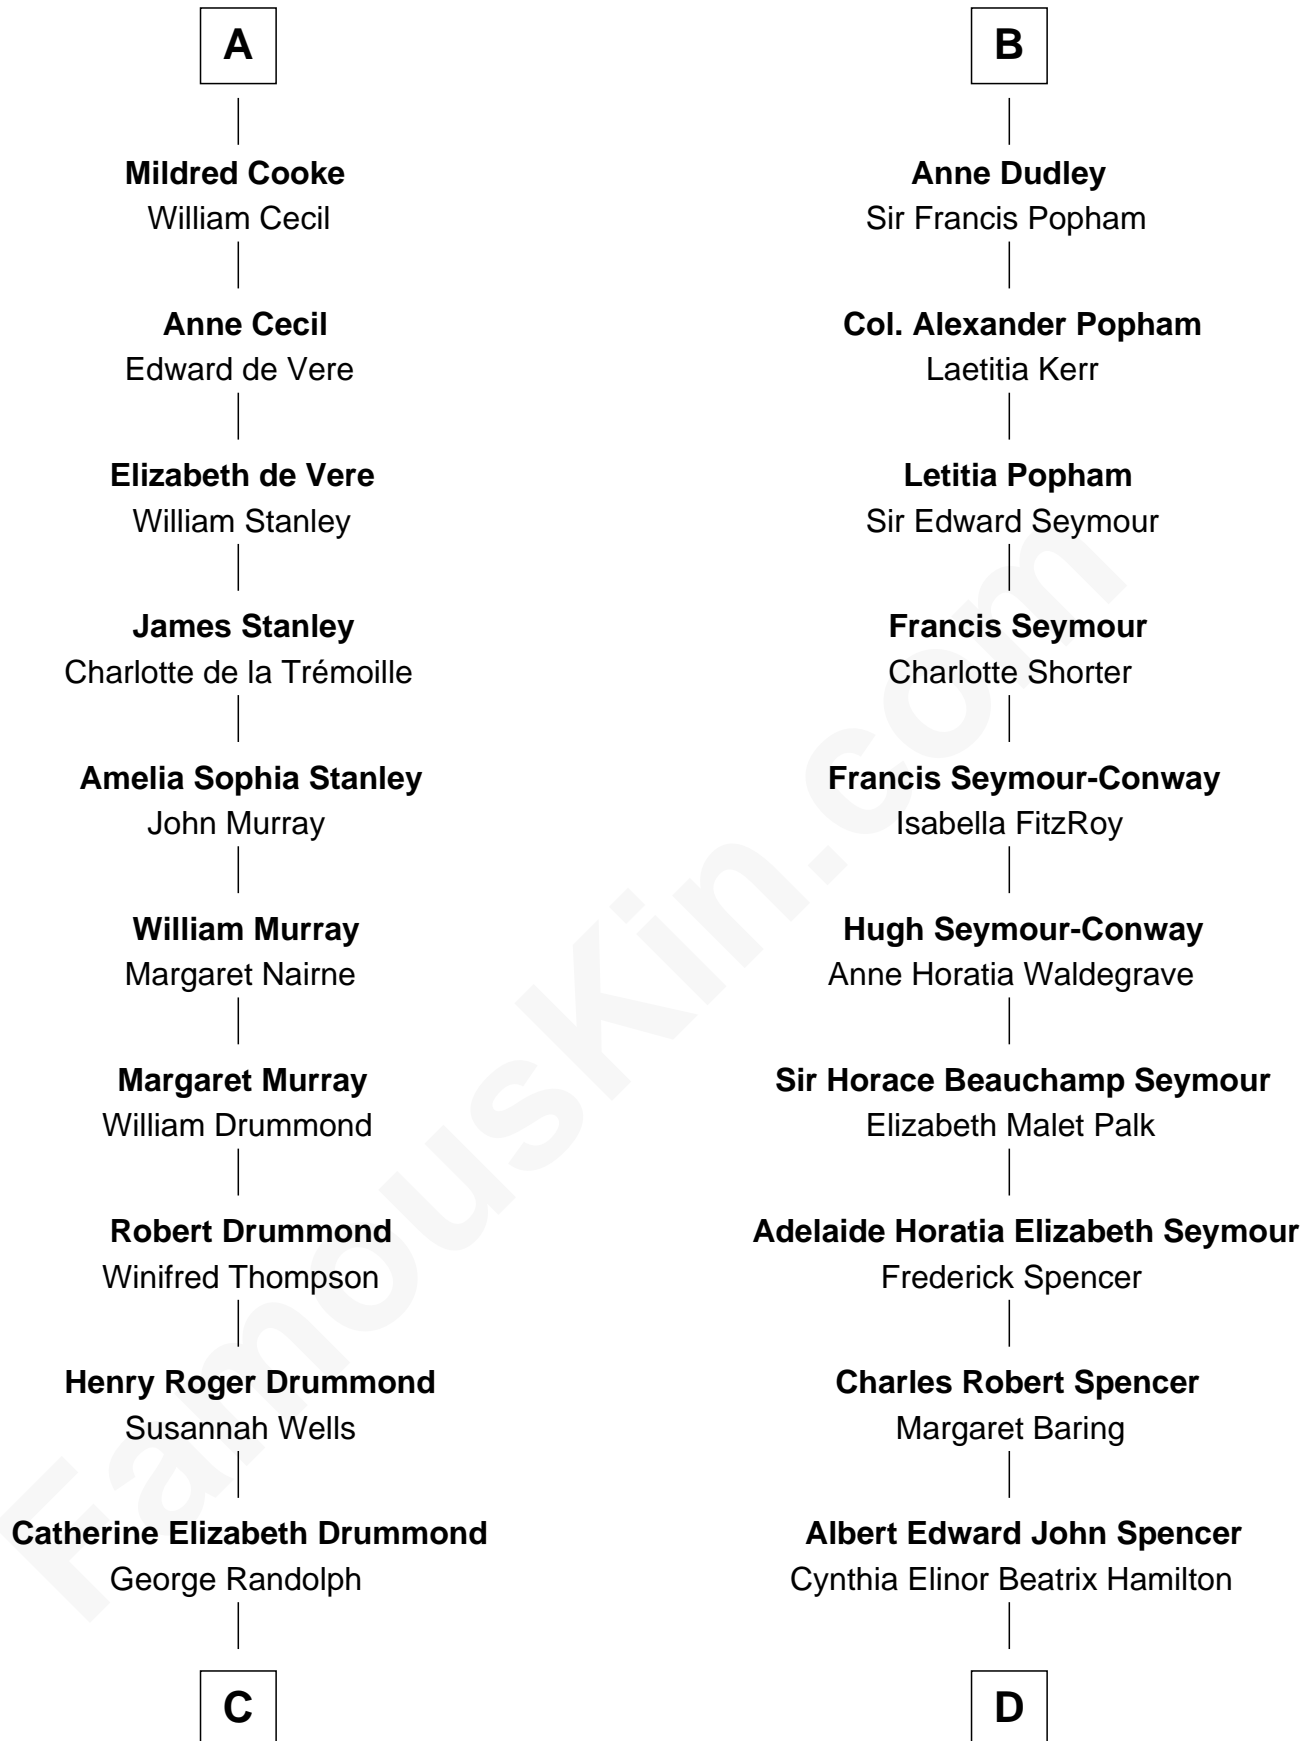 A
Mildred Cooke
William Cecil
Anne Cecil
Edward de Vere
Elizabeth de Vere
William Stanley
James Stanley
Charlotte de la Trémoille
Amelia Sophia Stanley
John Murray
William Murray
Margaret Nairne
Margaret Murray
William Drummond
Robert Drummond
Winifred Thompson
Henry Roger Drummond
Susannah Wells
Catherine Elizabeth Drummond
George Randolph
C
B
Anne Dudley
Sir Francis Popham
Col. Alexander Popham
Laetitia Kerr
Letitia Popham
Sir Edward Seymour
Francis Seymour
Charlotte Shorter
Francis Seymour-Conway
Isabella FitzRoy
Hugh Seymour-Conway
Anne Horatia Waldegrave
Sir Horace Beauchamp Seymour
Elizabeth Malet Palk
Adelaide Horatia Elizabeth Seymour
Frederick Spencer
Charles Robert Spencer
Margaret Baring
Albert Edward John Spencer
Cynthia Elinor Beatrix Hamilton
D
FamousKin.com